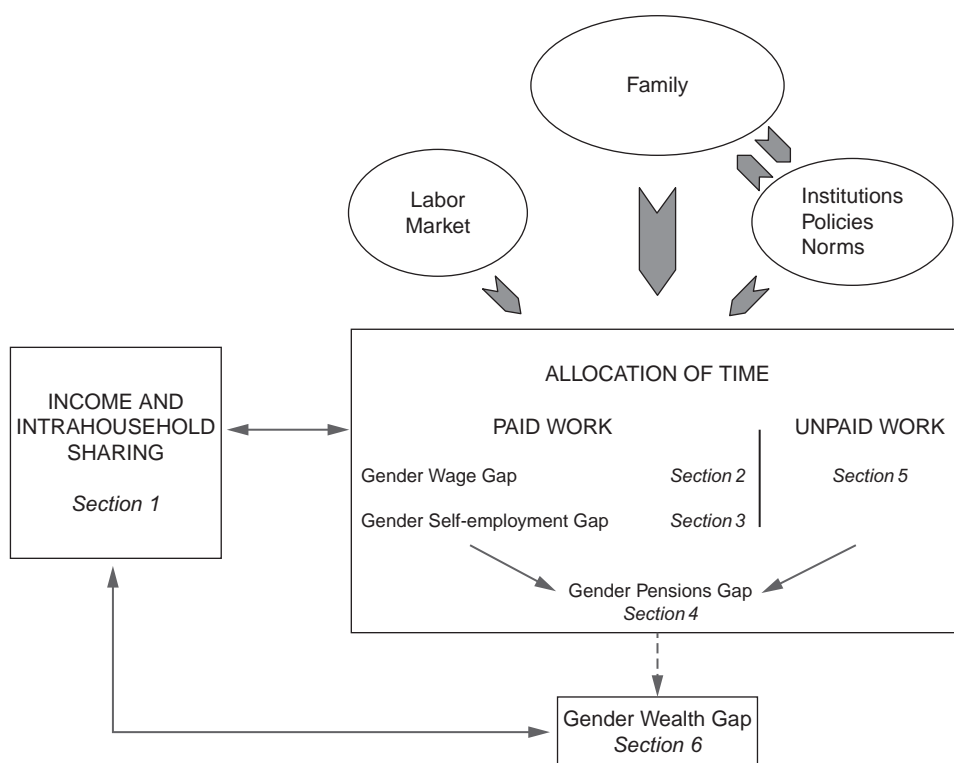 Family
Labor
Market
Institutions
Policies
Norms
INCOME AND
INTRAHOUSEHOLD
SHARING
Section 1
ALLOCATION OF TIME
PAID WORK
UNPAID WORK
Gender Wage Gap
Section 2
Section 5
Gender Self-employment Gap
Section 3
Gender Pensions Gap
Section 4
Gender Wealth Gap
Section 6